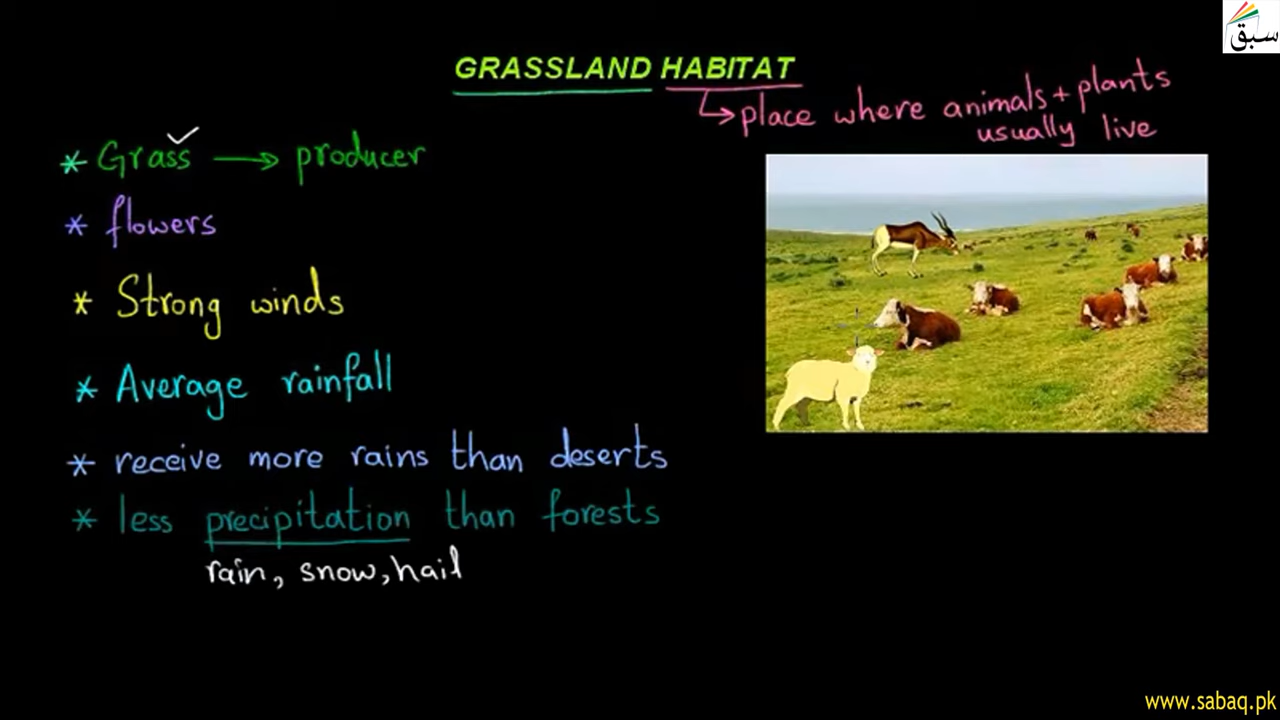 سبق
GRASSLAND HABITAT
↳ place where animals + plants
usually live
* Grass → producer
* flowers
* Strong winds
* Average rainfall
* receive more rains than deserts
* less precipitation than forests
rain, snow, hail
www.sabaq.pk